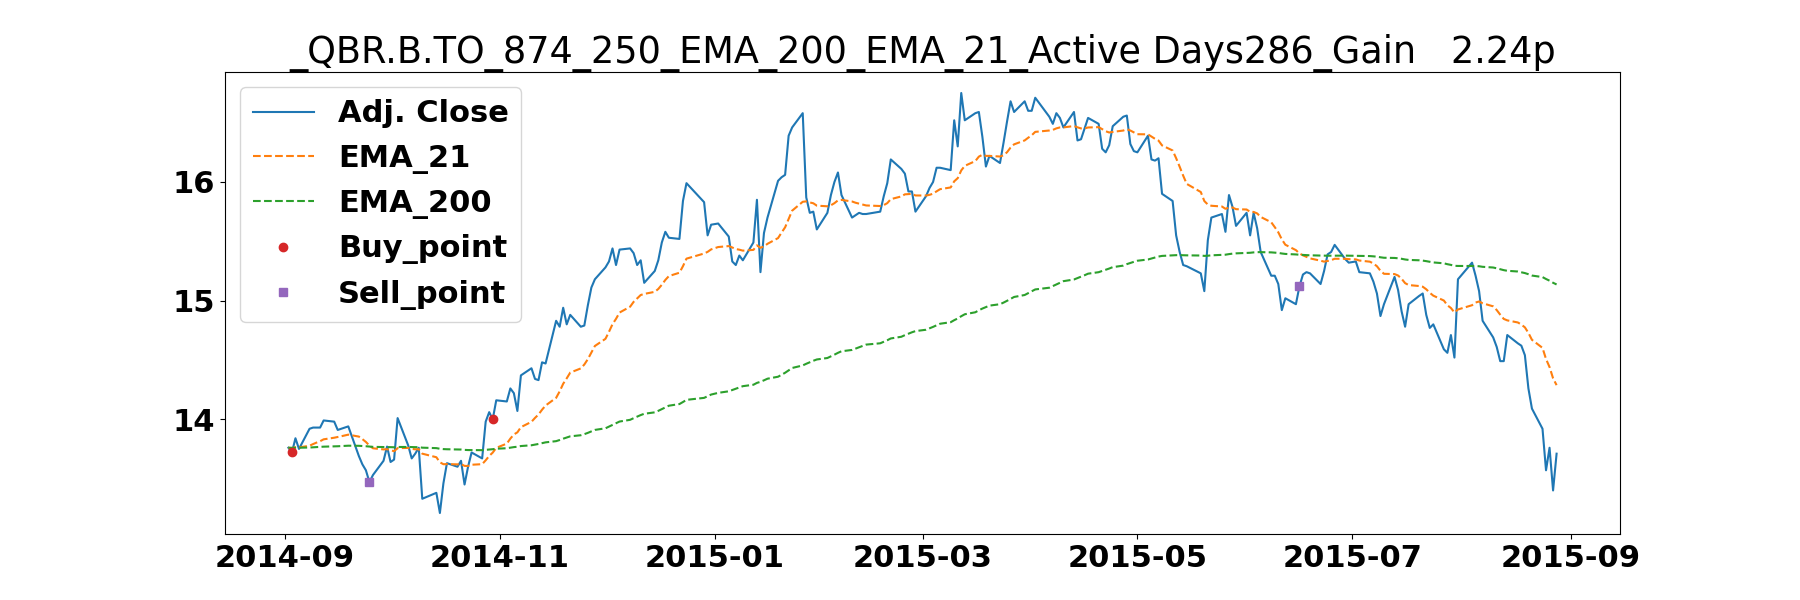 _QBR.B.TO_874_250_EMA_200_EMA_21_Active Days286_Gain   2.24p
Adj. Close
EMA_21
EMA_200
Buy_point
Sell_point
16
15
14
2014-09
2014-11
2015-01
2015-03
2015-05
2015-07
2015-09